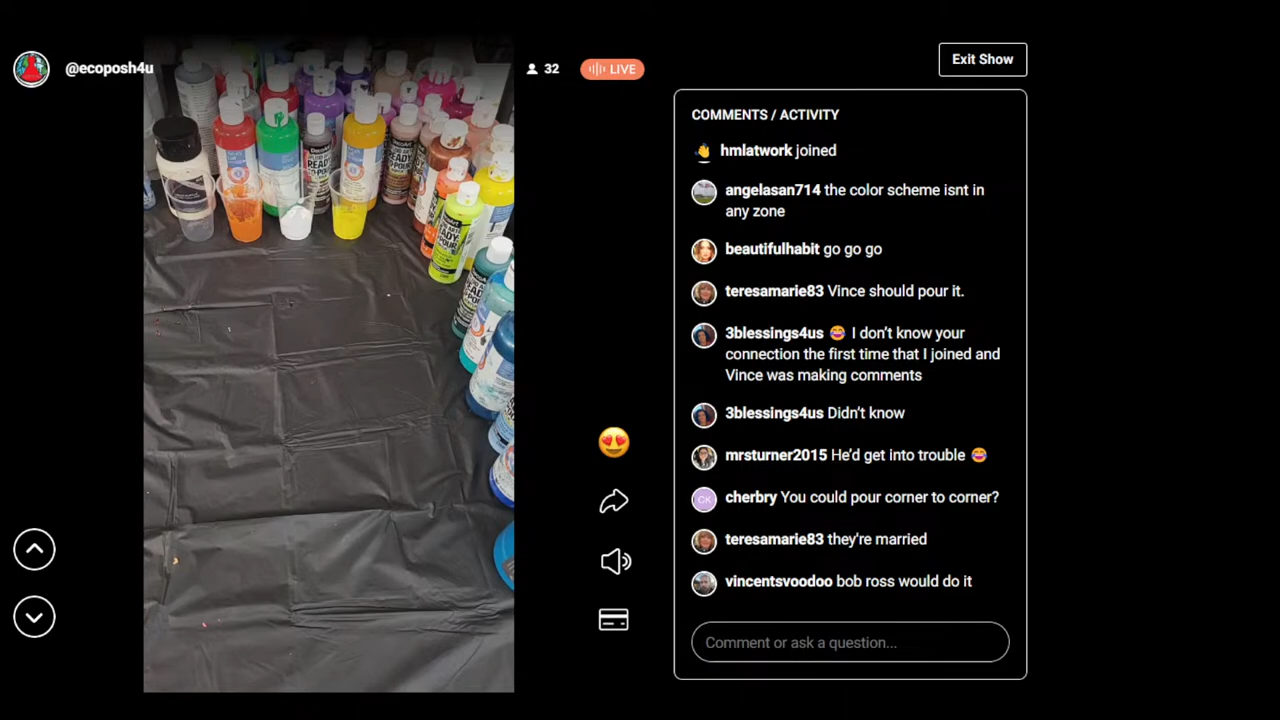 @ecoposh4u
32
LIVE
Exit Show
COMMENTS / ACTIVITY
hmlatwork joined
angelasan714 the color scheme isnt in
any zone
beautifulhabit go go go
teresamarie83 Vince should pour it.
3blessings4us 😂 I don't know your
connection the first time that I joined and
Vince was making comments
3blessings4us Didn't know
mrsturner2015 He'd get into trouble 😂
CK
cherbry You could pour corner to corner?
teresamarie83 they're married
vincentsvoodoo bob ross would do it
Comment or ask a question...
DecoArt
READY